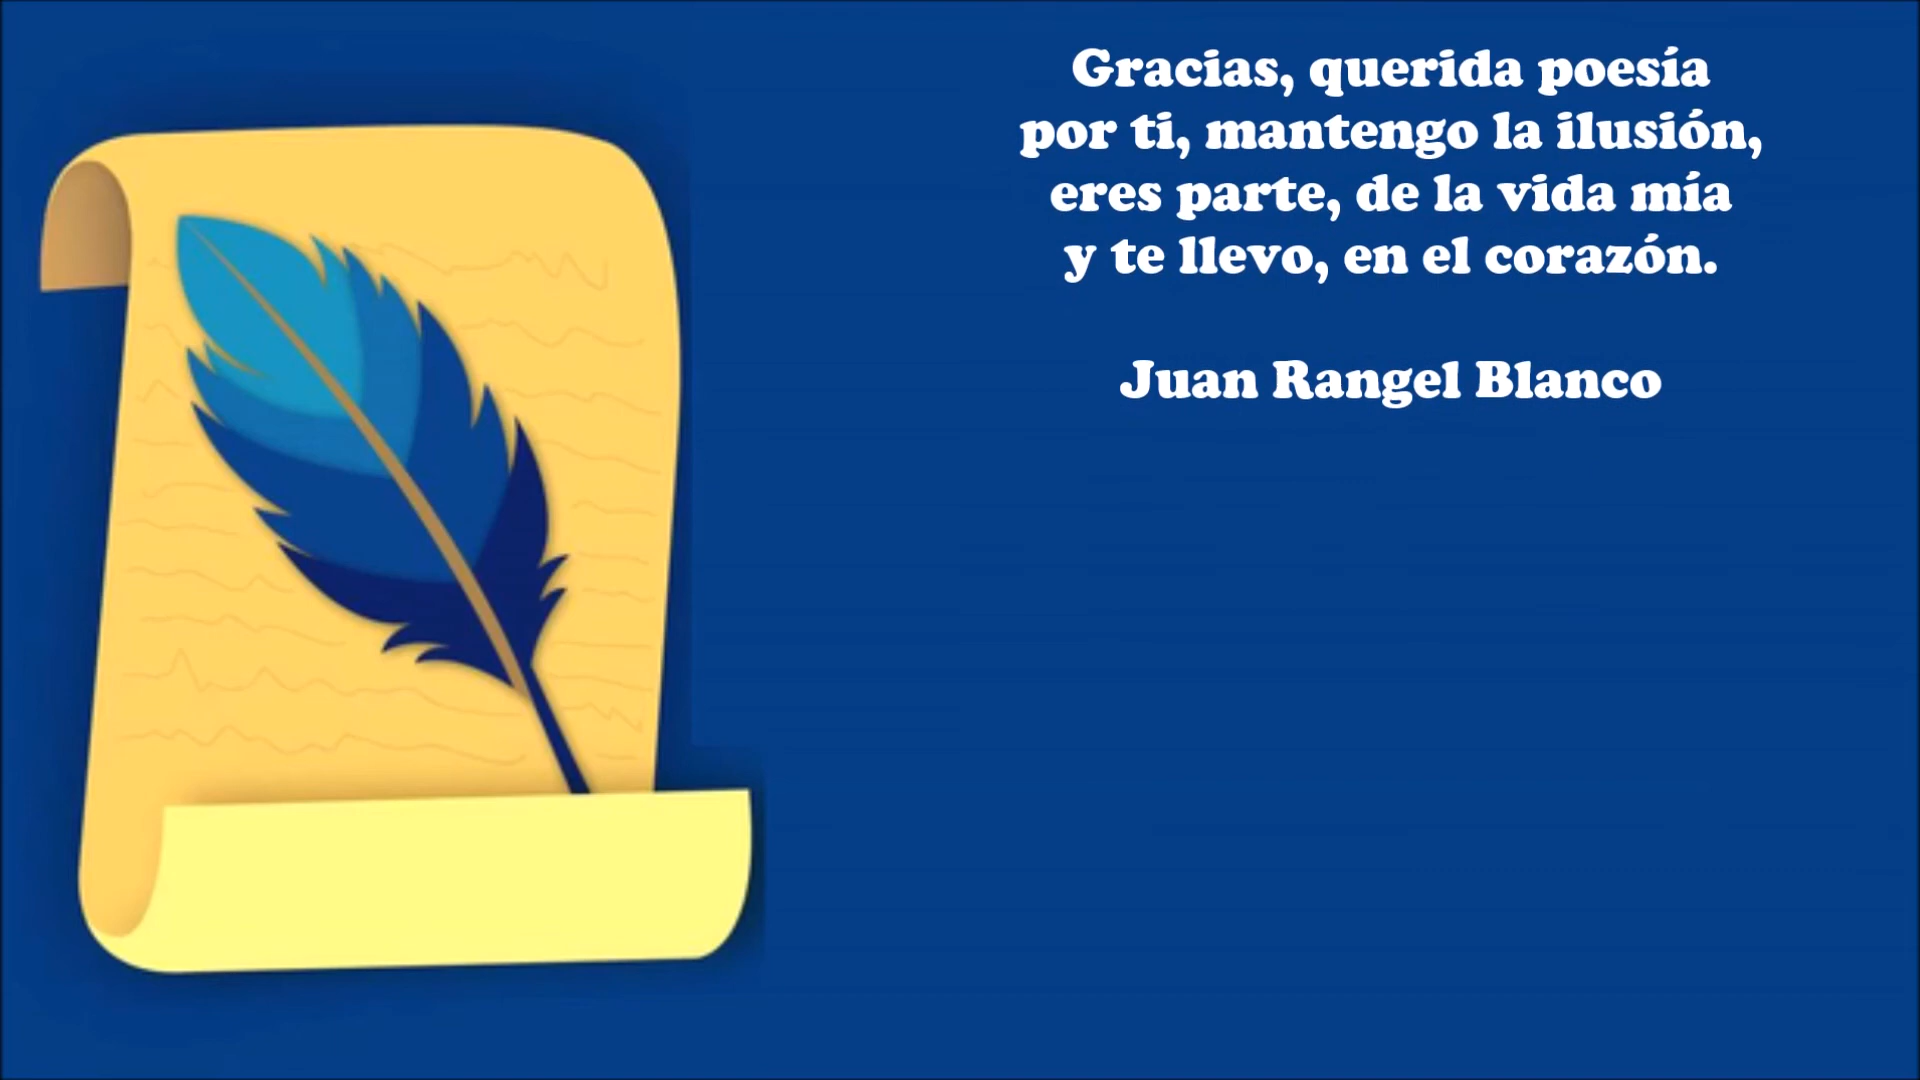 Gracias, querida poesía
por ti, mantengo la ilusión,
eres parte, de la vida mía
y te llevo, en el corazón.
Juan Rangel Blanco